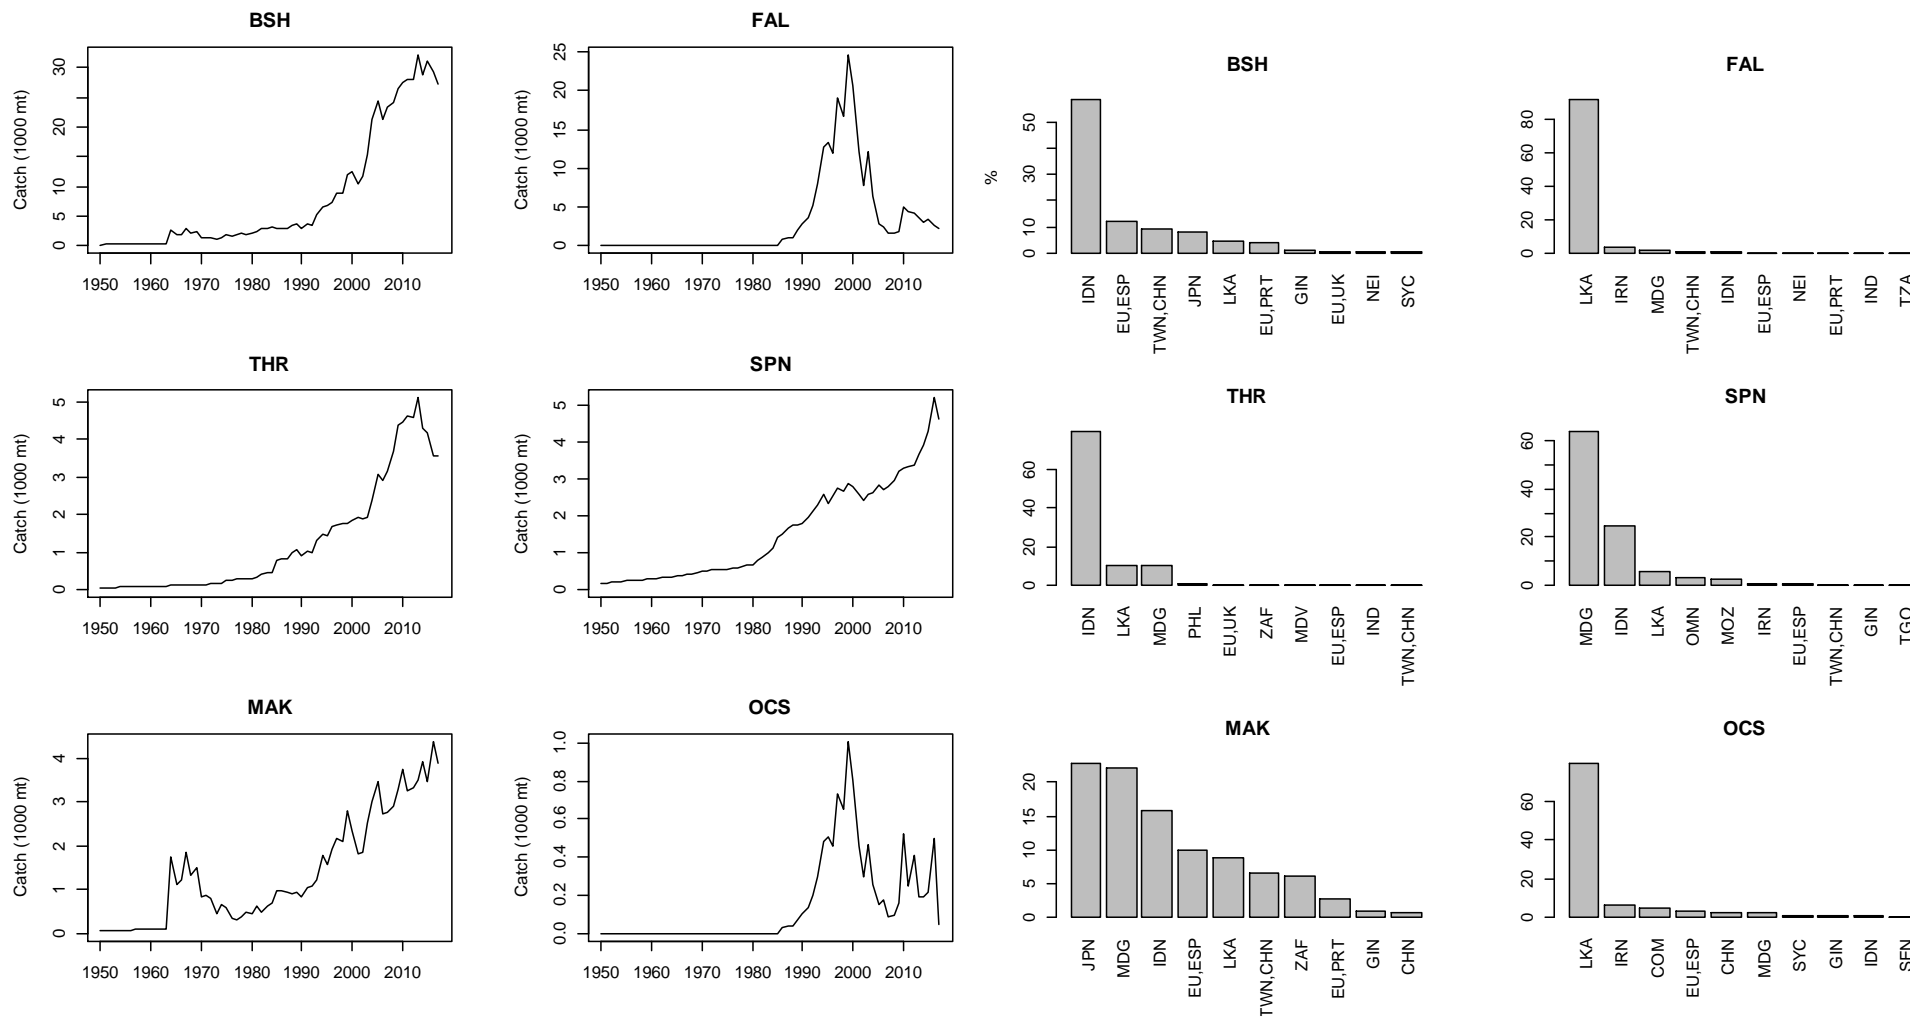 BSH
Catch (1000 mt)
0 5 10 20 30
1950 1960 1970 1980 1990 2000 2010
FAL
Catch (1000 mt)
0 5 10 15 20 25
1950 1960 1970 1980 1990 2000 2010
BSH
%
0 10 30 50
IDN
EU,ESP
TWN,CHN
JPN
LKA
EU,PRT
GIN
EU,UK
NEI
SYC
FAL
0 20 40 60 80
LKA
IRN
MDG
TWN,CHN
IDN
EU,ESP
NEI
EU,PRT
IND
TZA
THR
Catch (1000 mt)
0 1 2 3 4 5
1950 1960 1970 1980 1990 2000 2010
SPN
Catch (1000 mt)
0 1 2 3 4 5
1950 1960 1970 1980 1990 2000 2010
THR
0 20 40 60
IDN
LKA
MDG
PHL
EU,UK
ZAF
MDV
EU,ESP
IND
TWN,CHN
SPN
0 20 40 60
MDG
IDN
LKA
OMN
MOZ
IRN
EU,ESP
TWN,CHN
GIN
TGO
MAK
Catch (1000 mt)
0 1 2 3 4
1950 1960 1970 1980 1990 2000 2010
OCS
Catch (1000 mt)
0.0 0.2 0.4 0.6 0.8 1.0
1950 1960 1970 1980 1990 2000 2010
MAK
0 5 10 15 20
JPN
MDG
IDN
EU,ESP
LKA
TWN,CHN
ZAF
EU,PRT
GIN
CHN
OCS
0 20 40 60
LKA
IRN
COM
EU,ESP
CHN
MDG
SYC
GIN
IDN
SEN